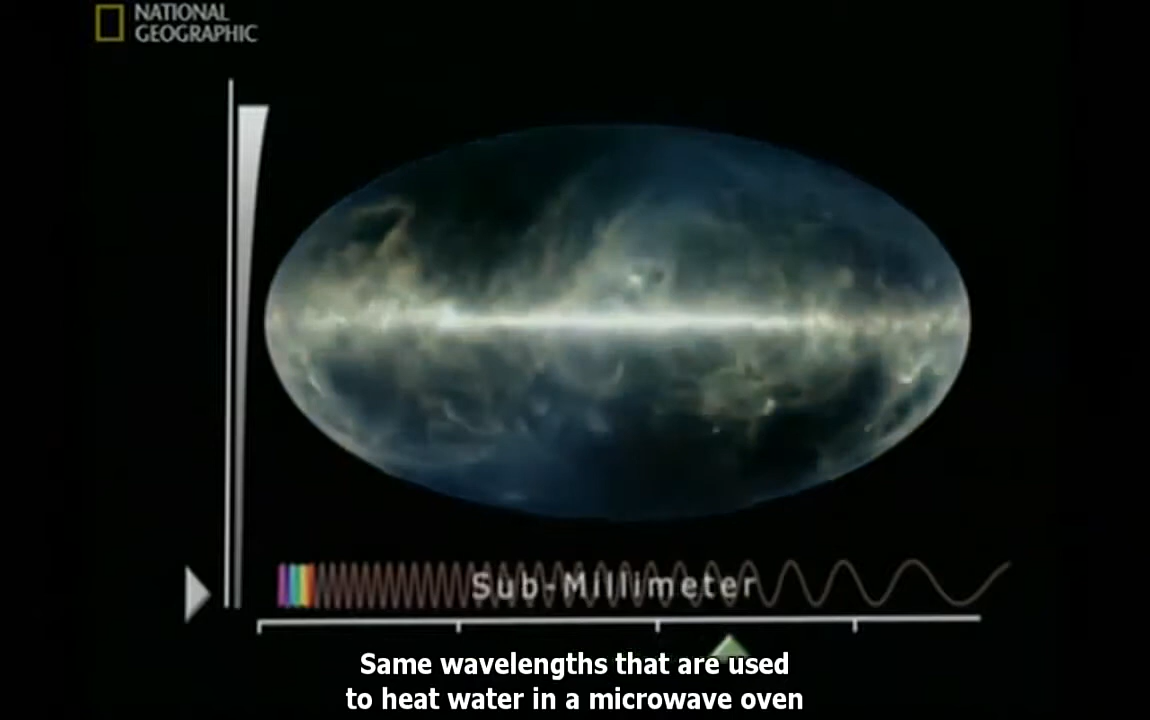 NATIONAL
GEOGRAPHIC
Sub-Millimeter
Same wavelengths that are used
to heat water in a microwave oven